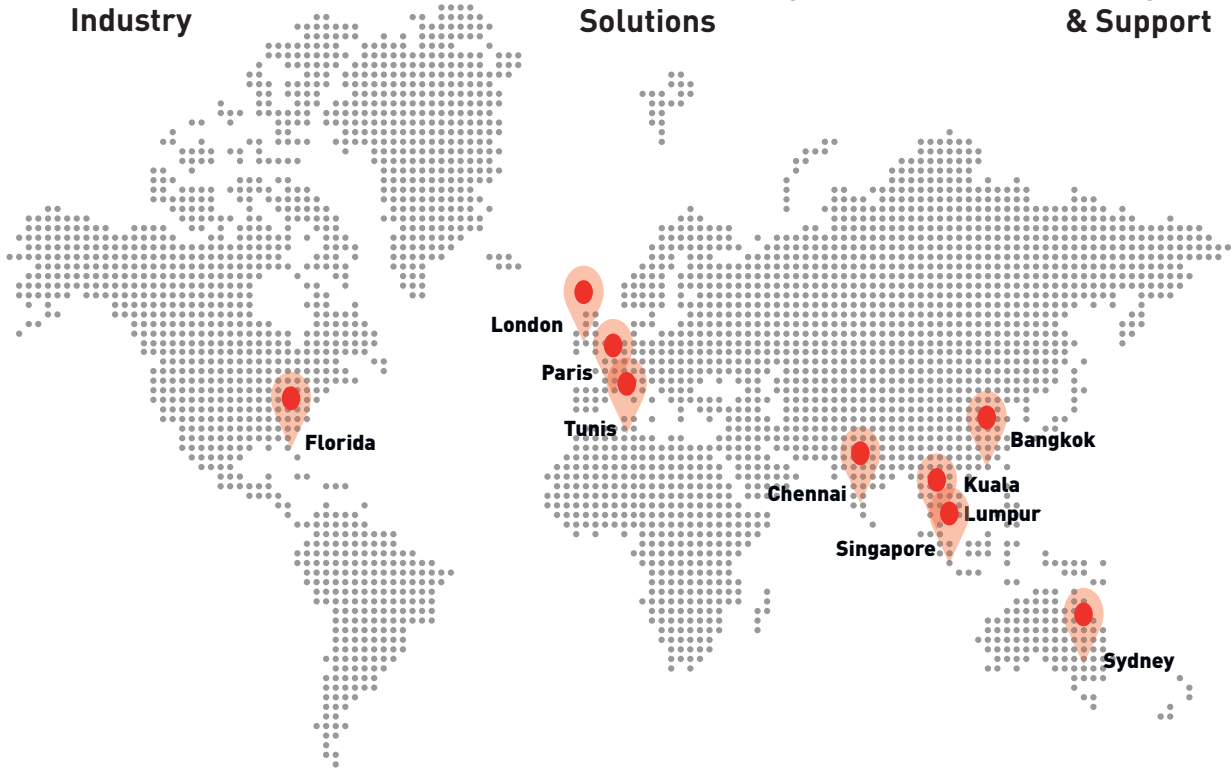 Industry
Solutions
& Support
London
Paris
Tunis
Florida
Bangkok
Chennai
Kuala
Lumpur
Singapore
Sydney